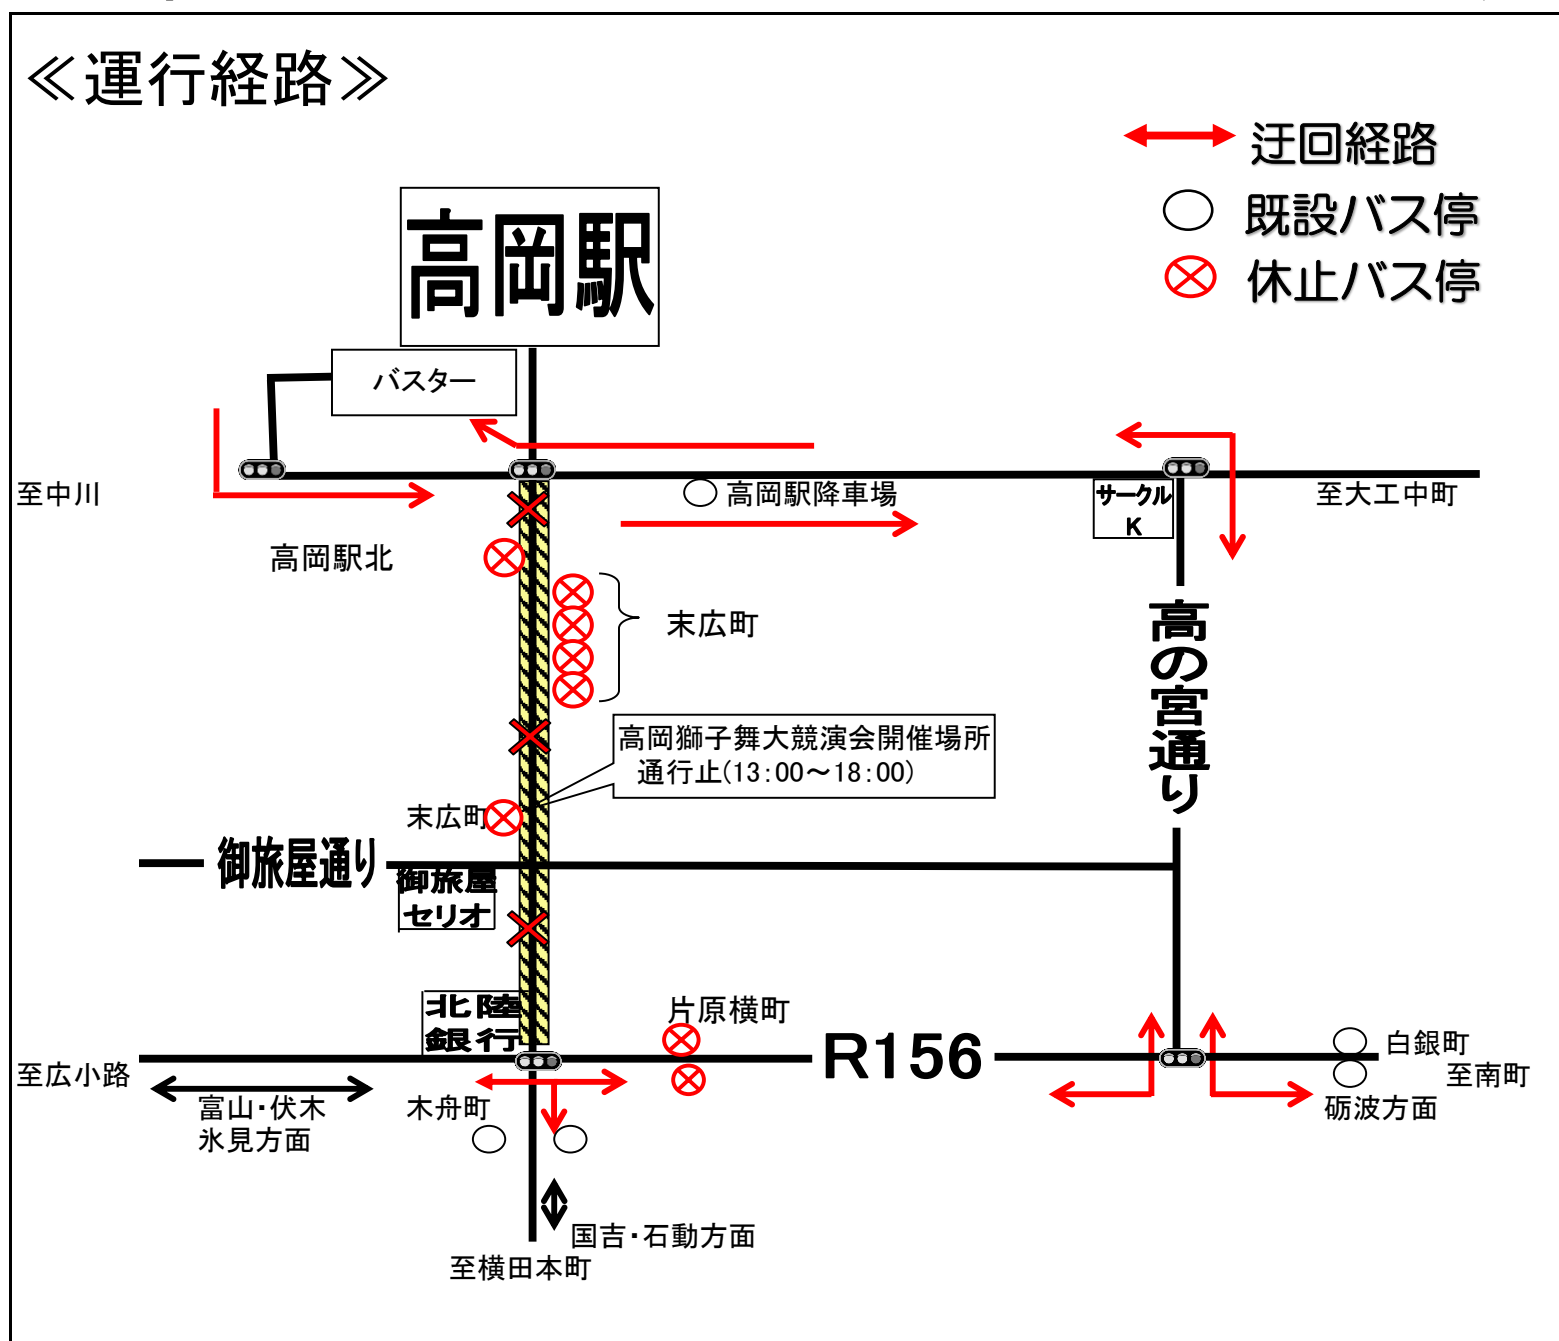 ≪運行経路≫
迂回経路
既設バス停
休止バス停
高岡駅
バスター
至中川
高岡駅降車場
サークル
K
至大工中町
高岡駅北
末広町
高の宮通り
高岡獅子舞大競演会開催場所
通行止(13:00～18:00)
末広町
御旅屋通り
御旅屋
セリオ
北陸
銀行
片原横町
R156
白銀町
至広小路
至南町
富山・伏木
氷見方面
木舟町
砺波方面
国吉・石動方面
至横田本町